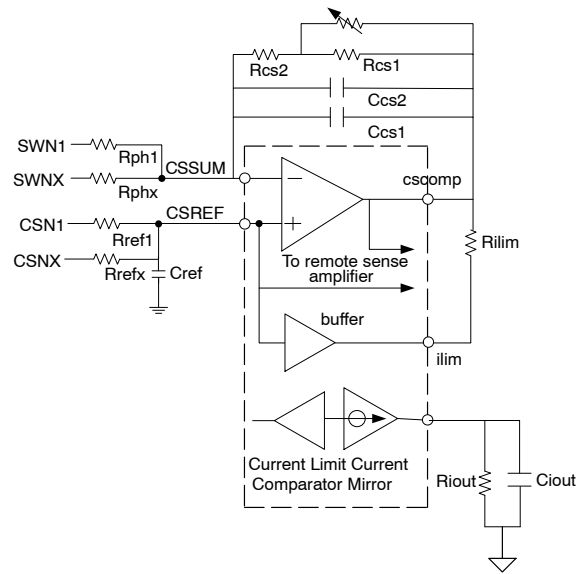 Rcs2
Rcs1
Ccs2
Ccs1
SWN1
Rph1
CSSUM
SWNX
Rphx
cscomp
CSN1
CSREF
Rref1
CSNX
Rrefx
Cref
To remote sense
amplifier
Rilim
buffer
ilim
Current Limit Current
Comparator Mirror
Riout
Ciout